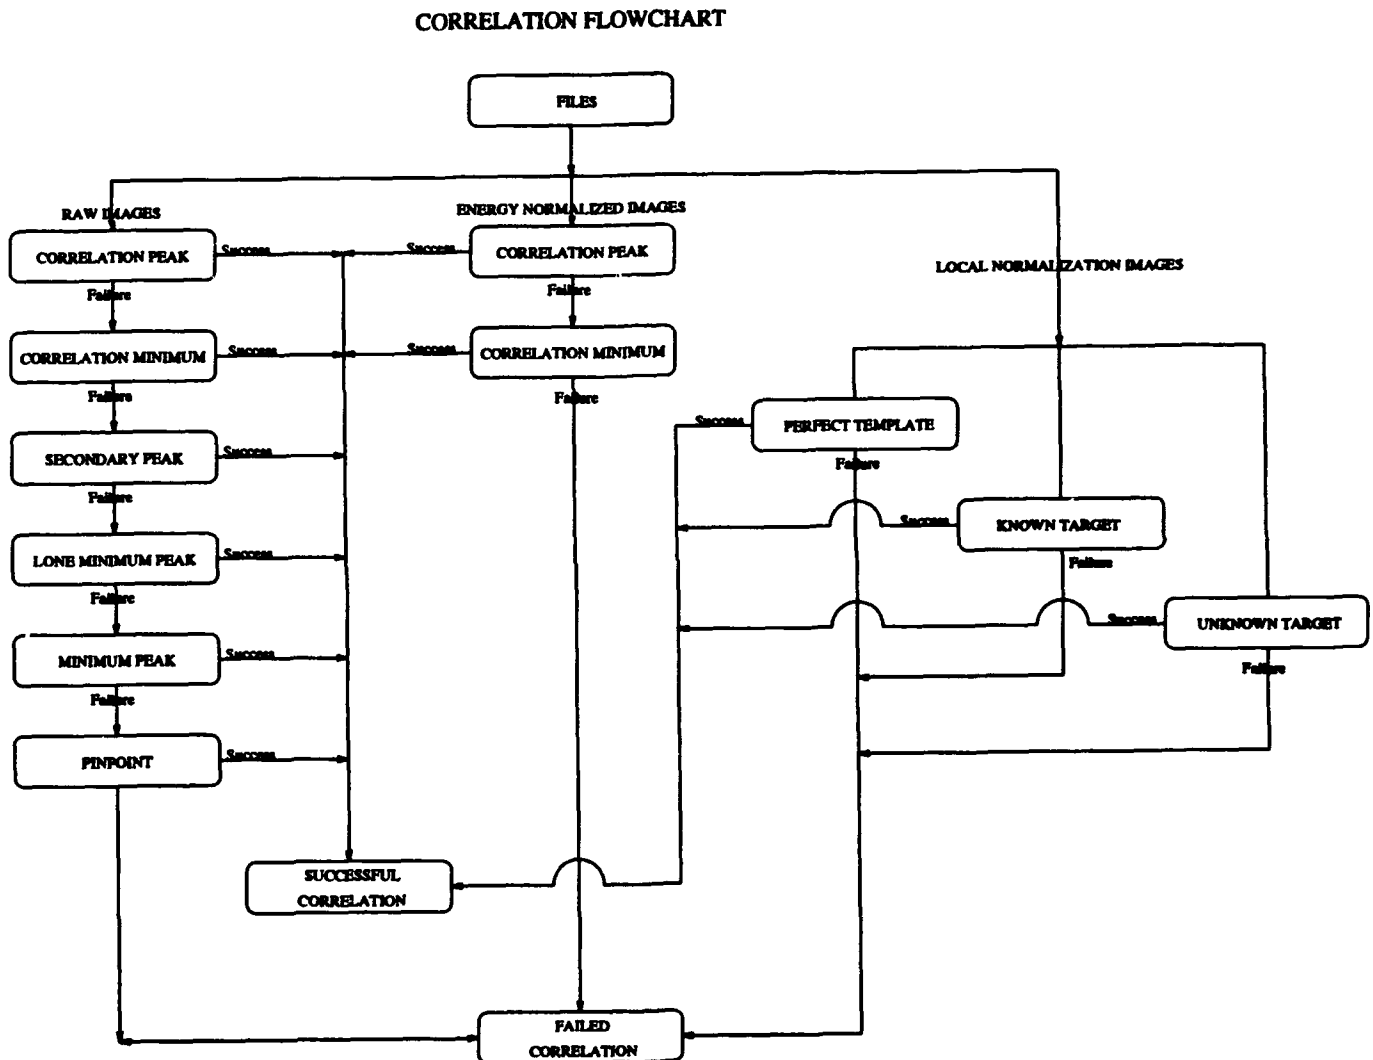 CORRELATION FLOWCHART
FILES
RAW IMAGES
ENERGY NORMALIZED IMAGES
CORRELATION PEAK
Success
Success
CORRELATION PEAK
LOCAL NORMALIZATION IMAGES
Failure
Failure
CORRELATION MINIMUM
Success
Success
CORRELATION MINIMUM
Failure
Failure
Success
PERFECT TEMPLATE
SECONDARY PEAK
Success
Failure
Failure
Success
KNOWN TARGET
LONE MINIMUM PEAK
Success
Failure
Failure
Success
UNKNOWN TARGET
MINIMUM PEAK
Success
Failure
Failure
PINPOINT
Success
SUCCESSFUL
CORRELATION
FAILED
CORRELATION